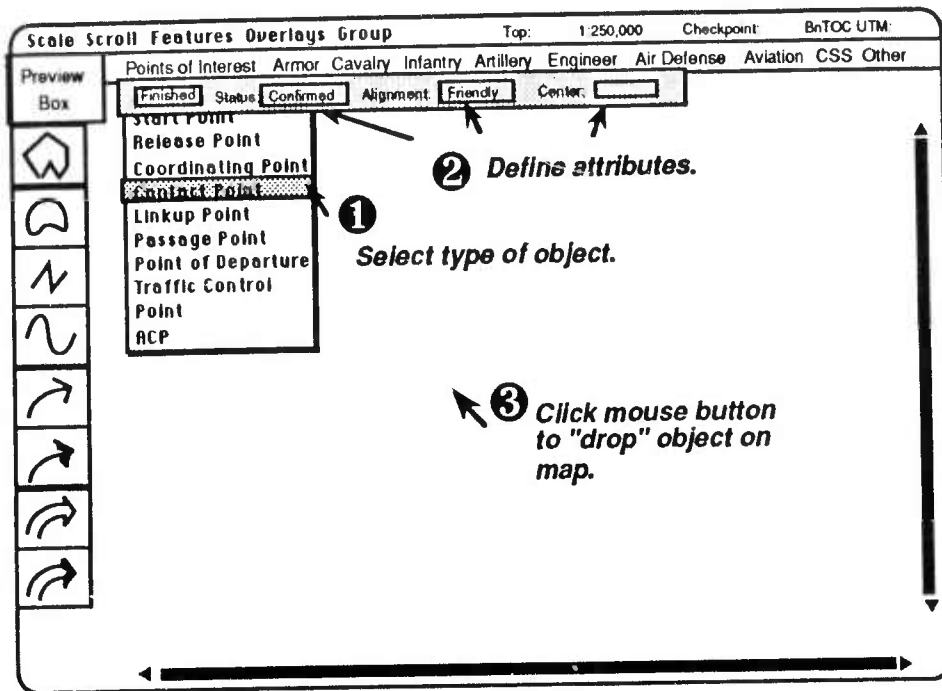 Scale Scroll Features Overlays Group Top: 1:250,000 Checkpoint: BnTOC UTM:
Preview Box
Points of Interest Armor Cavalry Infantry Artillery Engineer Air Defense Aviation CSS Other
Finished Status: Confirmed Alignment: Friendly Center:
Start Point
Release Point
Coordinating Point
Contact Point
Linkup Point
Passage Point
Point of Departure
Traffic Control
Point
ACP
2 Define attributes.
1
Select type of object.
3 Click mouse button
to "drop" object on
map.